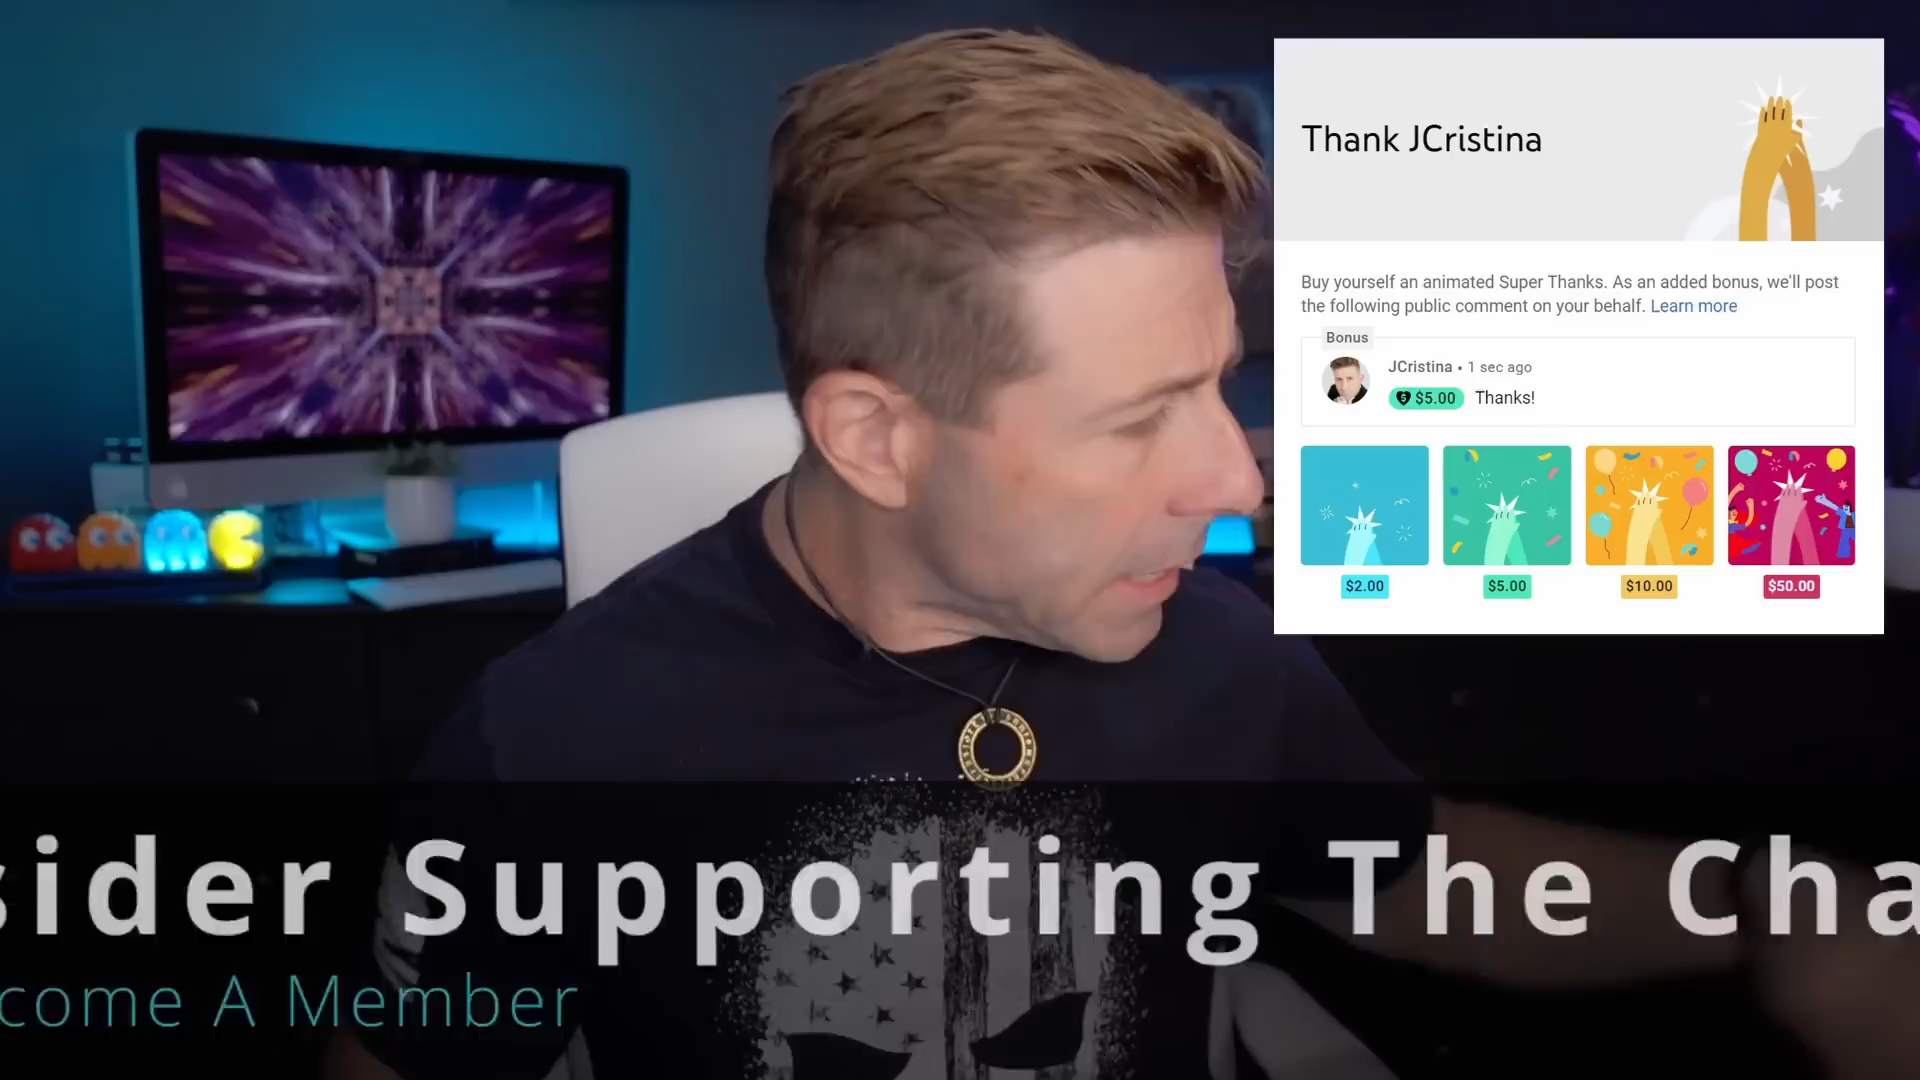 Thank JCristina
Buy yourself an animated Super Thanks. As an added bonus, we'll post
the following public comment on your behalf. Learn more
Bonus
JCristina • 1 sec ago
$5.00 Thanks!
$2.00 $5.00 $10.00 $50.00
sider Supporting The Cha
come A Member